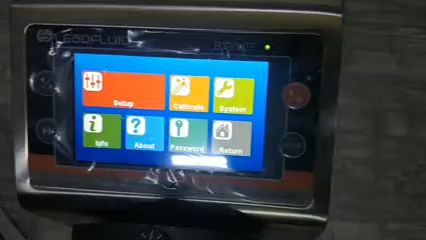 LEADFLUID
Setup
Calibrate
System
Info
About
Password
Return